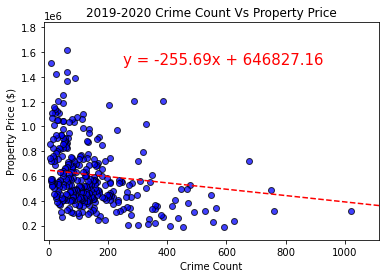 2019-2020 Crime Count Vs Property Price
1e6
y = -255.69x + 646827.16
Property Price ($)
1.8
1.6
1.4
1.2
1.0
0.8
0.6
0.4
0.2
0 200 400 600 800 1000
Crime Count